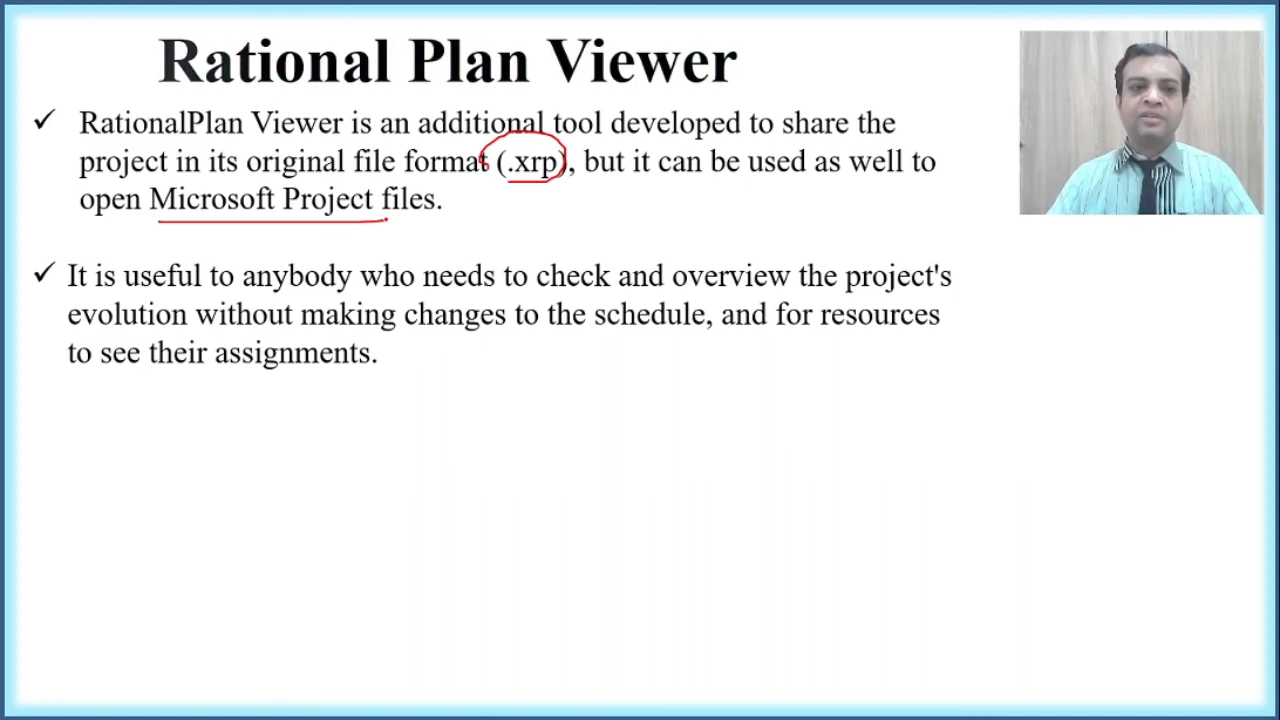 Rational Plan Viewer
✓ RationalPlan Viewer is an additional tool developed to share the
project in its original file format (.xrp), but it can be used as well to
open Microsoft Project files.
✓ It is useful to anybody who needs to check and overview the project's
evolution without making changes to the schedule, and for resources
to see their assignments.